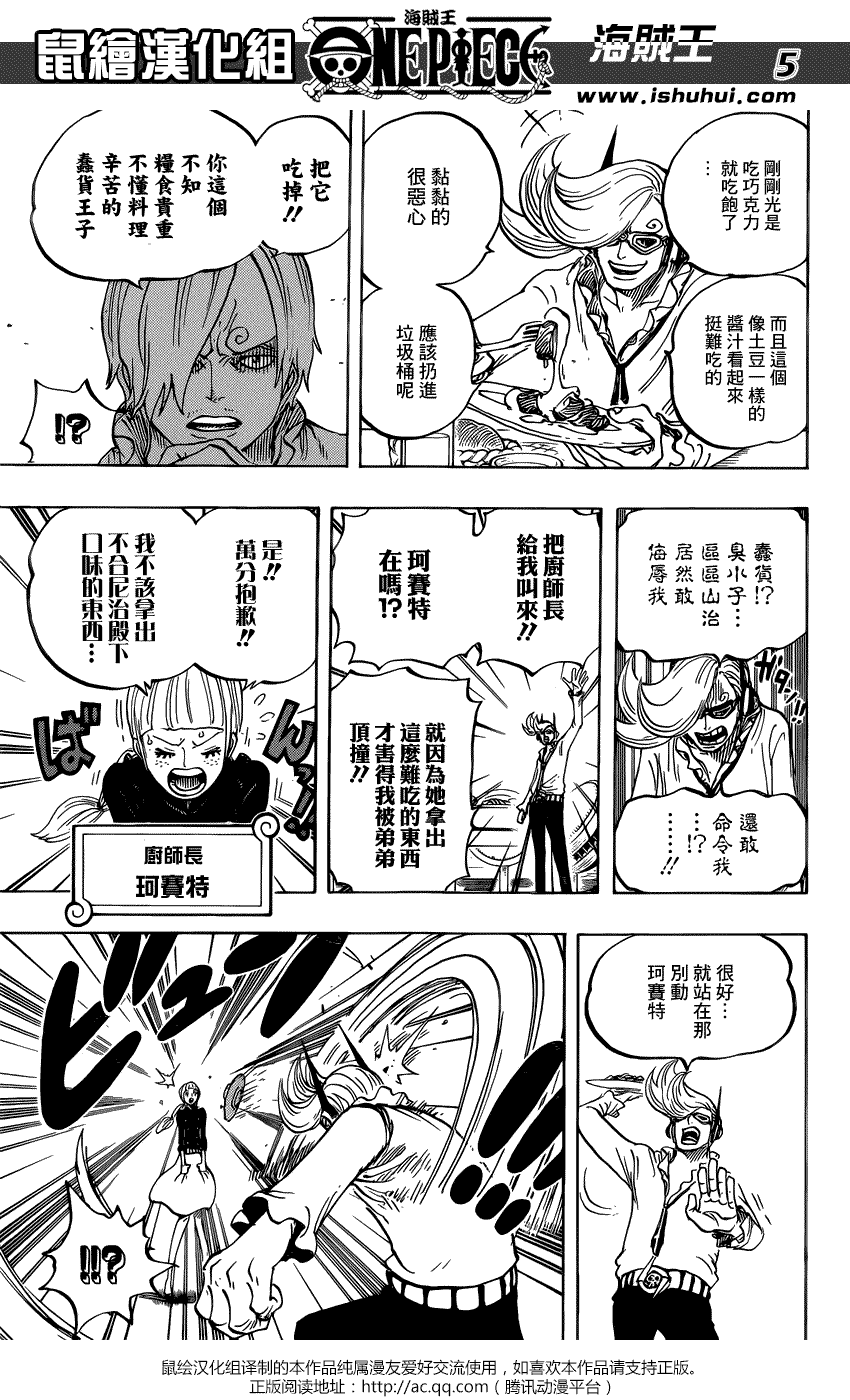 鼠繪漢化組
海賊王
ONE PIECE
海賊王
5
www.ishuhui.com
剛剛光是
吃巧克力
就吃飽了
…
而且這個
像土豆一樣的
醬汁看起來
挺難吃的
黏黏的
很惡心
應該扔進
垃圾桶呢
把它
吃掉!!
你這個
不知
糧食貴重
不懂料理
辛苦的
蠢貨王子
!?
蠢貨!?
臭小子…
區區山治
居然敢
侮辱我
ガタッ!!
還敢
命令我
…!?
……!!
把廚師長
給我叫來!!
珂賽特
在嗎!?
就因為她拿出
這麼難吃的東西
才害得我被弟弟
頂撞!!
是!!
萬分抱歉!!
我不該拿出
不合尼治殿下
口味的東西…
ばんっ!!
廚師長
珂賽特
很好…
就站在那
別動
珂賽特
ビュン!!!
!!?
鼠绘汉化组译制的本作品纯属漫友爱好交流使用，如喜欢本作品请支持正版。
正版阅读地址：http://ac.qq.com（腾讯动漫平台）